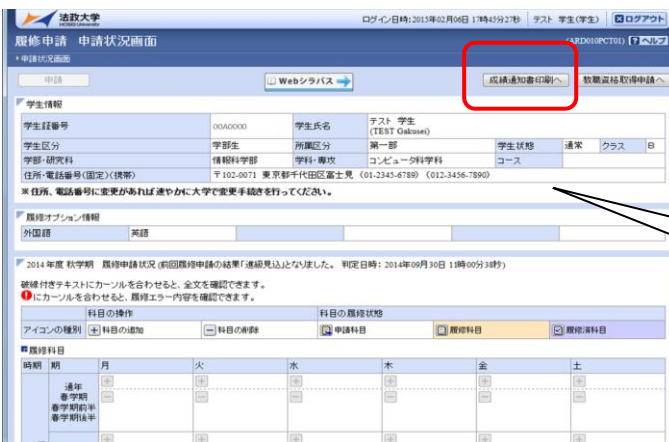 法政大学
HOSEI University
ログイン日時:2015年02月06日 17時45分27秒 テスト 学生(学生) ログアウト
履修申請 申請状況画面 (ARD010PCT01) ヘルプ
申請状況画面
申請 Webシラバス 成績通知書印刷へ 教職資格取得申請へ
学生情報
学生証番号 00A0000 学生氏名 テスト 学生
(TEST Gakusei)
学生区分 学部生 所属区分 第一部 学生状態 通常 クラス B
学部・研究科 情報科学部 学科・専攻 コンピュータ科学科 コース
住所・電話番号(固定)(携帯) 〒102-0071 東京都千代田区富士見 (01-2345-6789) (012-3456-7890)
※住所、電話番号に変更があれば速やかに大学で変更手続きを行ってください。
履修オプション情報
外国語 英語
2014 年度 秋学期 履修申請状況 (前回履修申請の結果「進級見込」となりました。 判定日時: 2014年09月30日 11時00分38秒)
破線付きテキストにカーソルを合わせると、全文を確認できます。
にカーソルを合わせると、履修エラー内容を確認できます。
科目の操作 科目の履修状態
アイコンの種別 科目の追加 科目の削除 申請科目 履修科目 履修済科目
履修科目
時期 期 月 火 水 木 金 土
通年
春学期
春学期前半
春学期後半